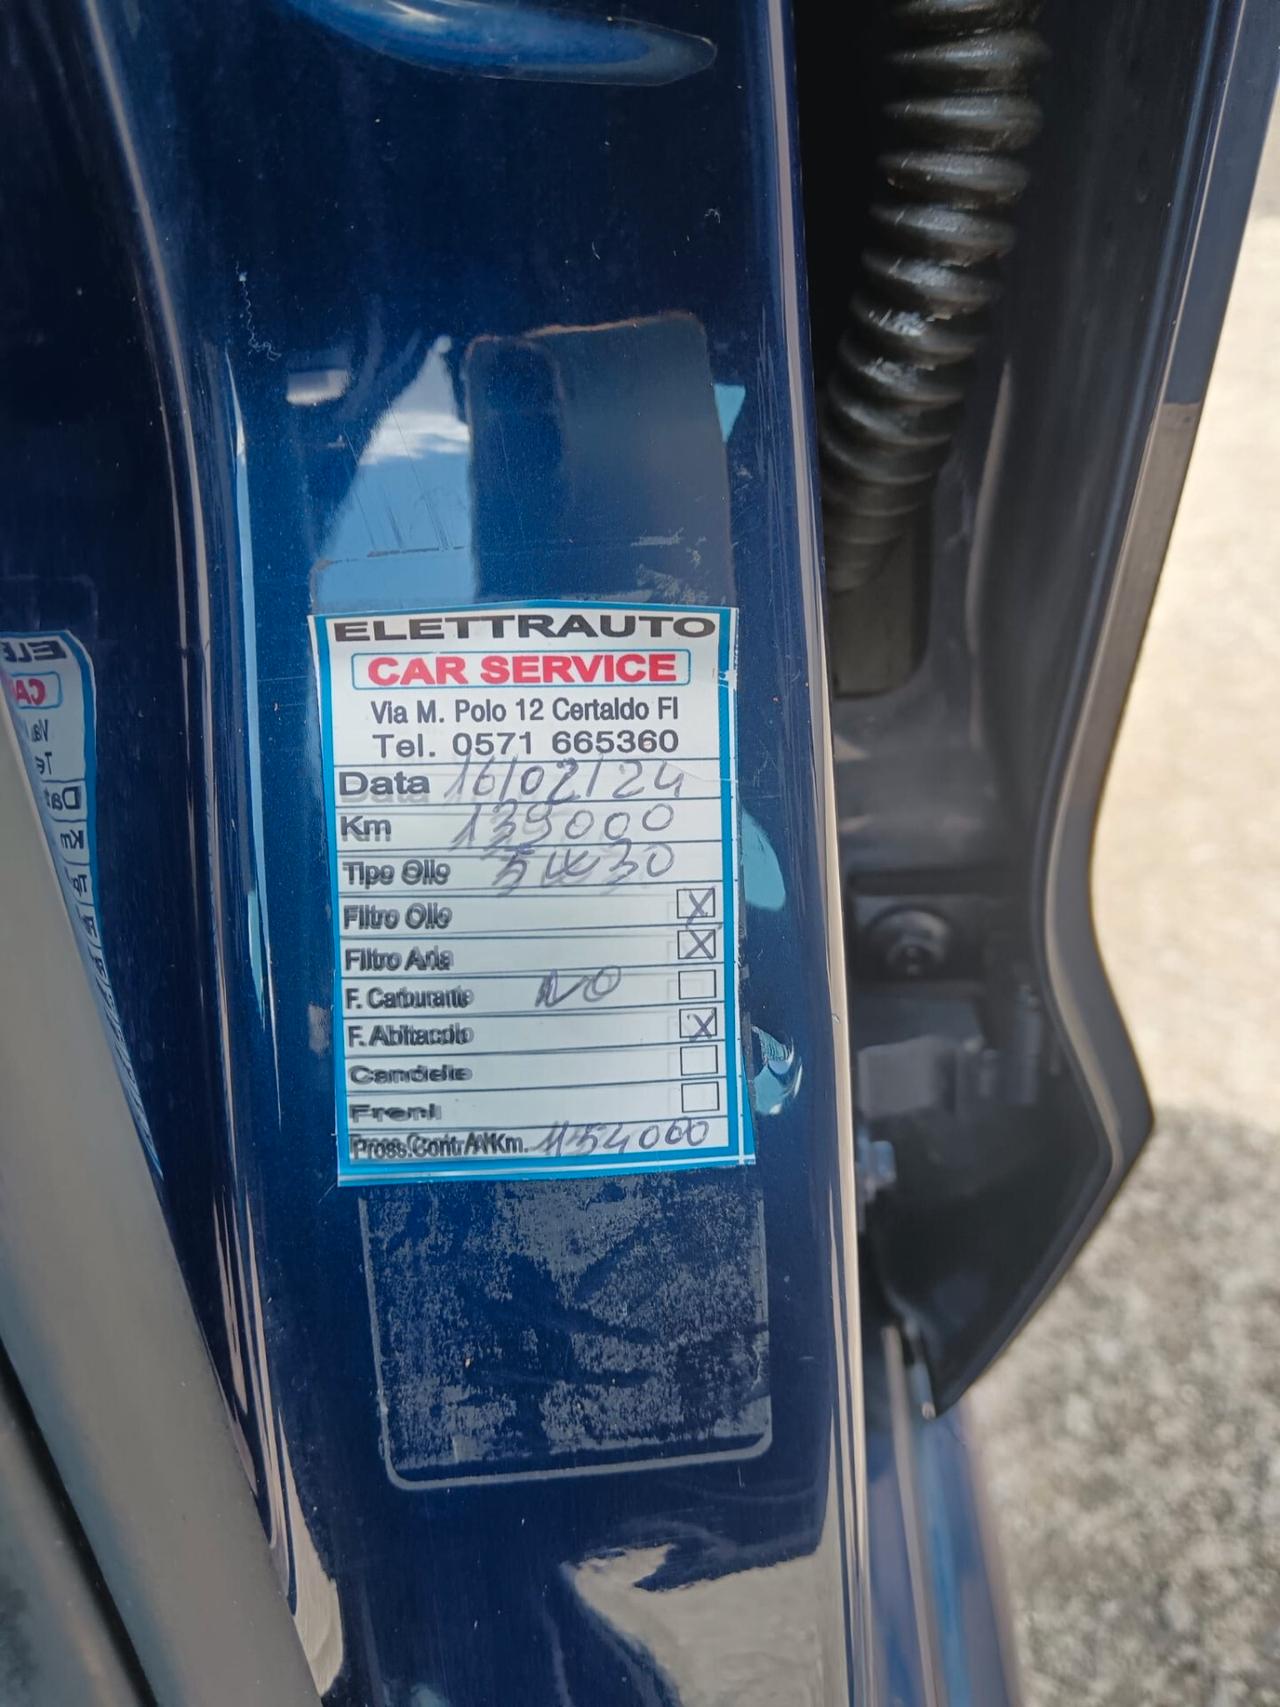 ELETTRAUTO
CAR SERVICE
Via M. Polo 12 Certaldo FI
Tel. 0571 665360
Data 16/02/24
Km 139000
Tipo Olio 5W30
Filtro Olio X
Filtro Aria X
F. Carburante NO
F. Abitacolo X
Candele
Freni
Pross.Contr. A Km. 154000